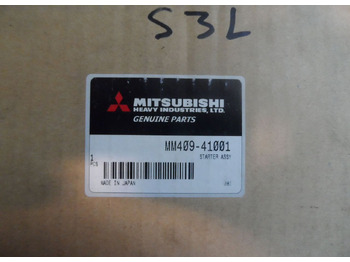 S3L
MITSUBISHI
HEAVY INDUSTRIES, LTD.
GENUINE PARTS
MM409-41001
STARTER ASSY
1
PCS
MADE IN JAPAN